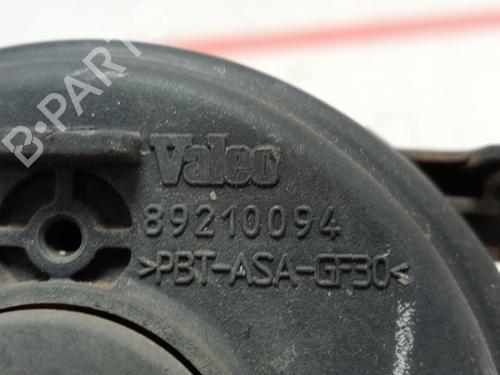 B-PARTS
Valeo
89210094
>PBT-ASA-GF30<